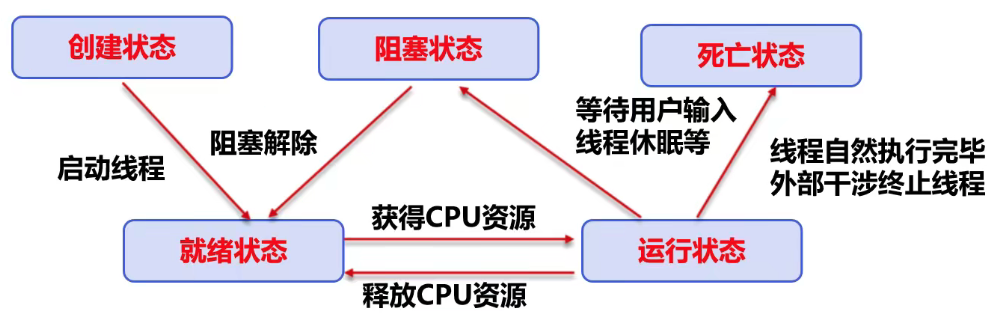 创建状态
阻塞状态
死亡状态
启动线程
阻塞解除
等待用户输入
线程休眠等
线程自然执行完毕
外部干涉终止线程
就绪状态
获得CPU资源
运行状态
释放CPU资源